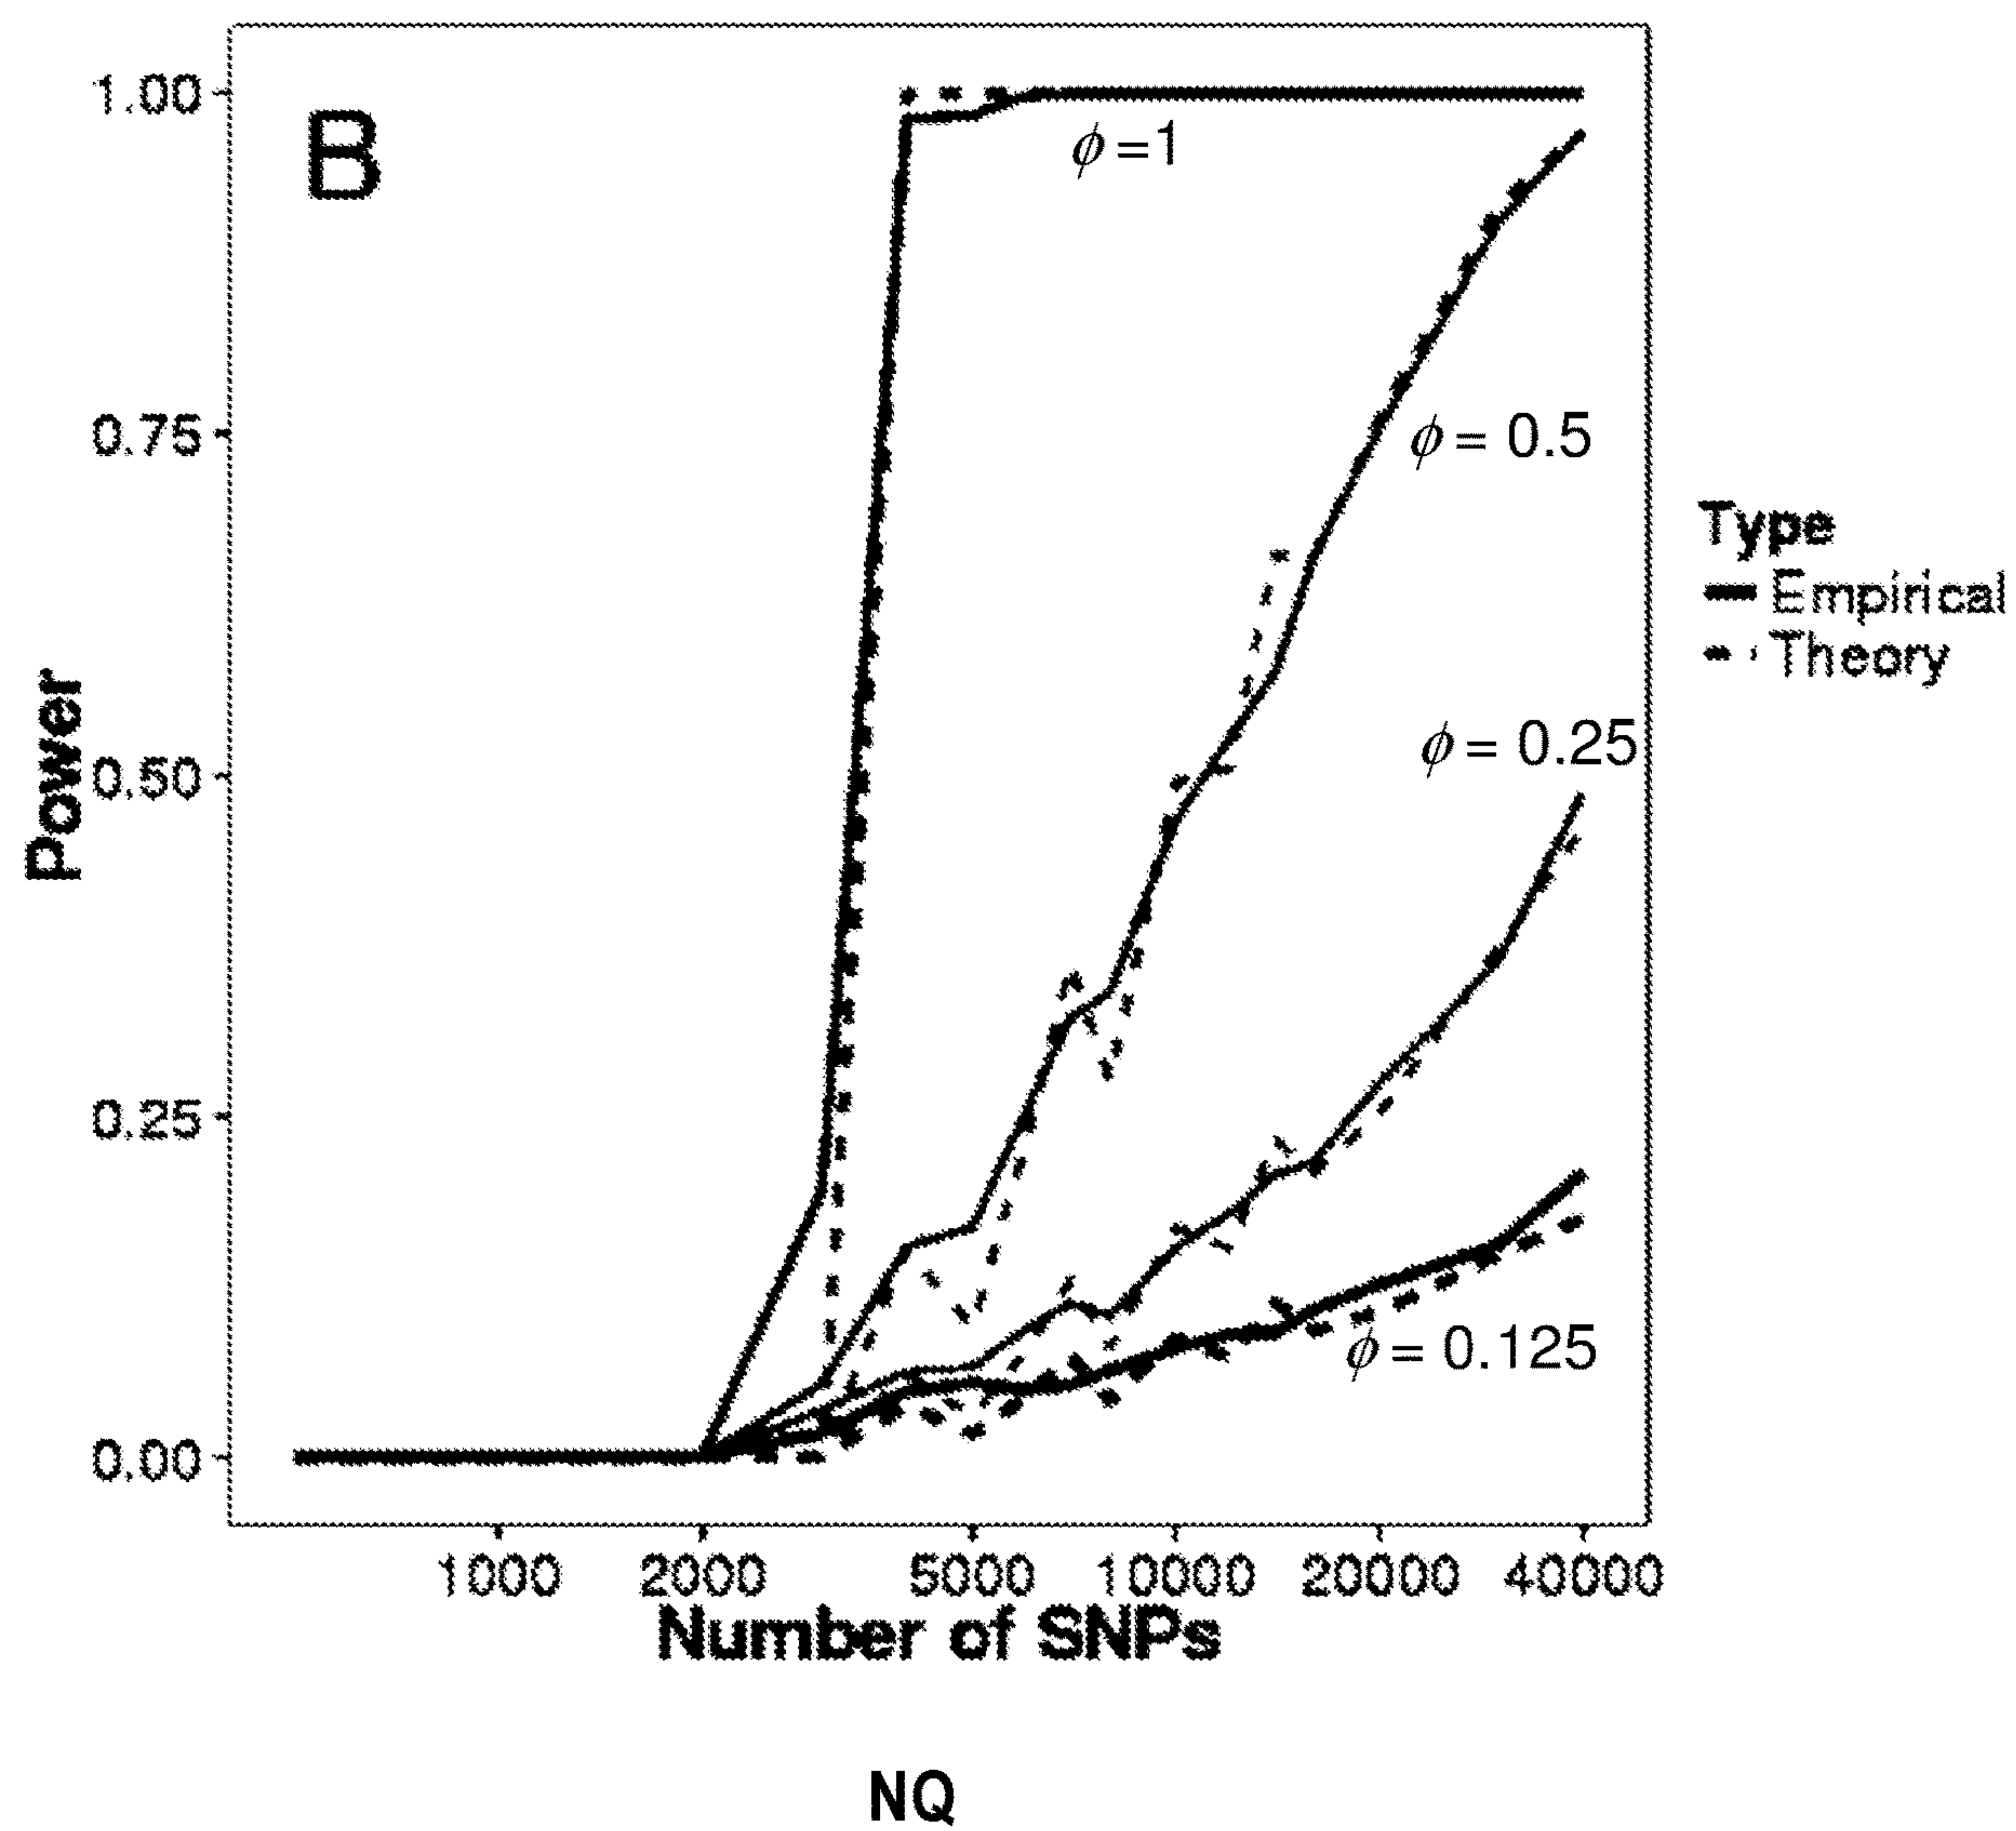 B
1.00
0.75
0.50
0.25
0.00
Power
ϕ =1
ϕ = 0.5
ϕ = 0.25
ϕ = 0.125
Type
Empirical
Theory
1000 2000 5000 10000 20000 40000
Number of SNPs
NQ